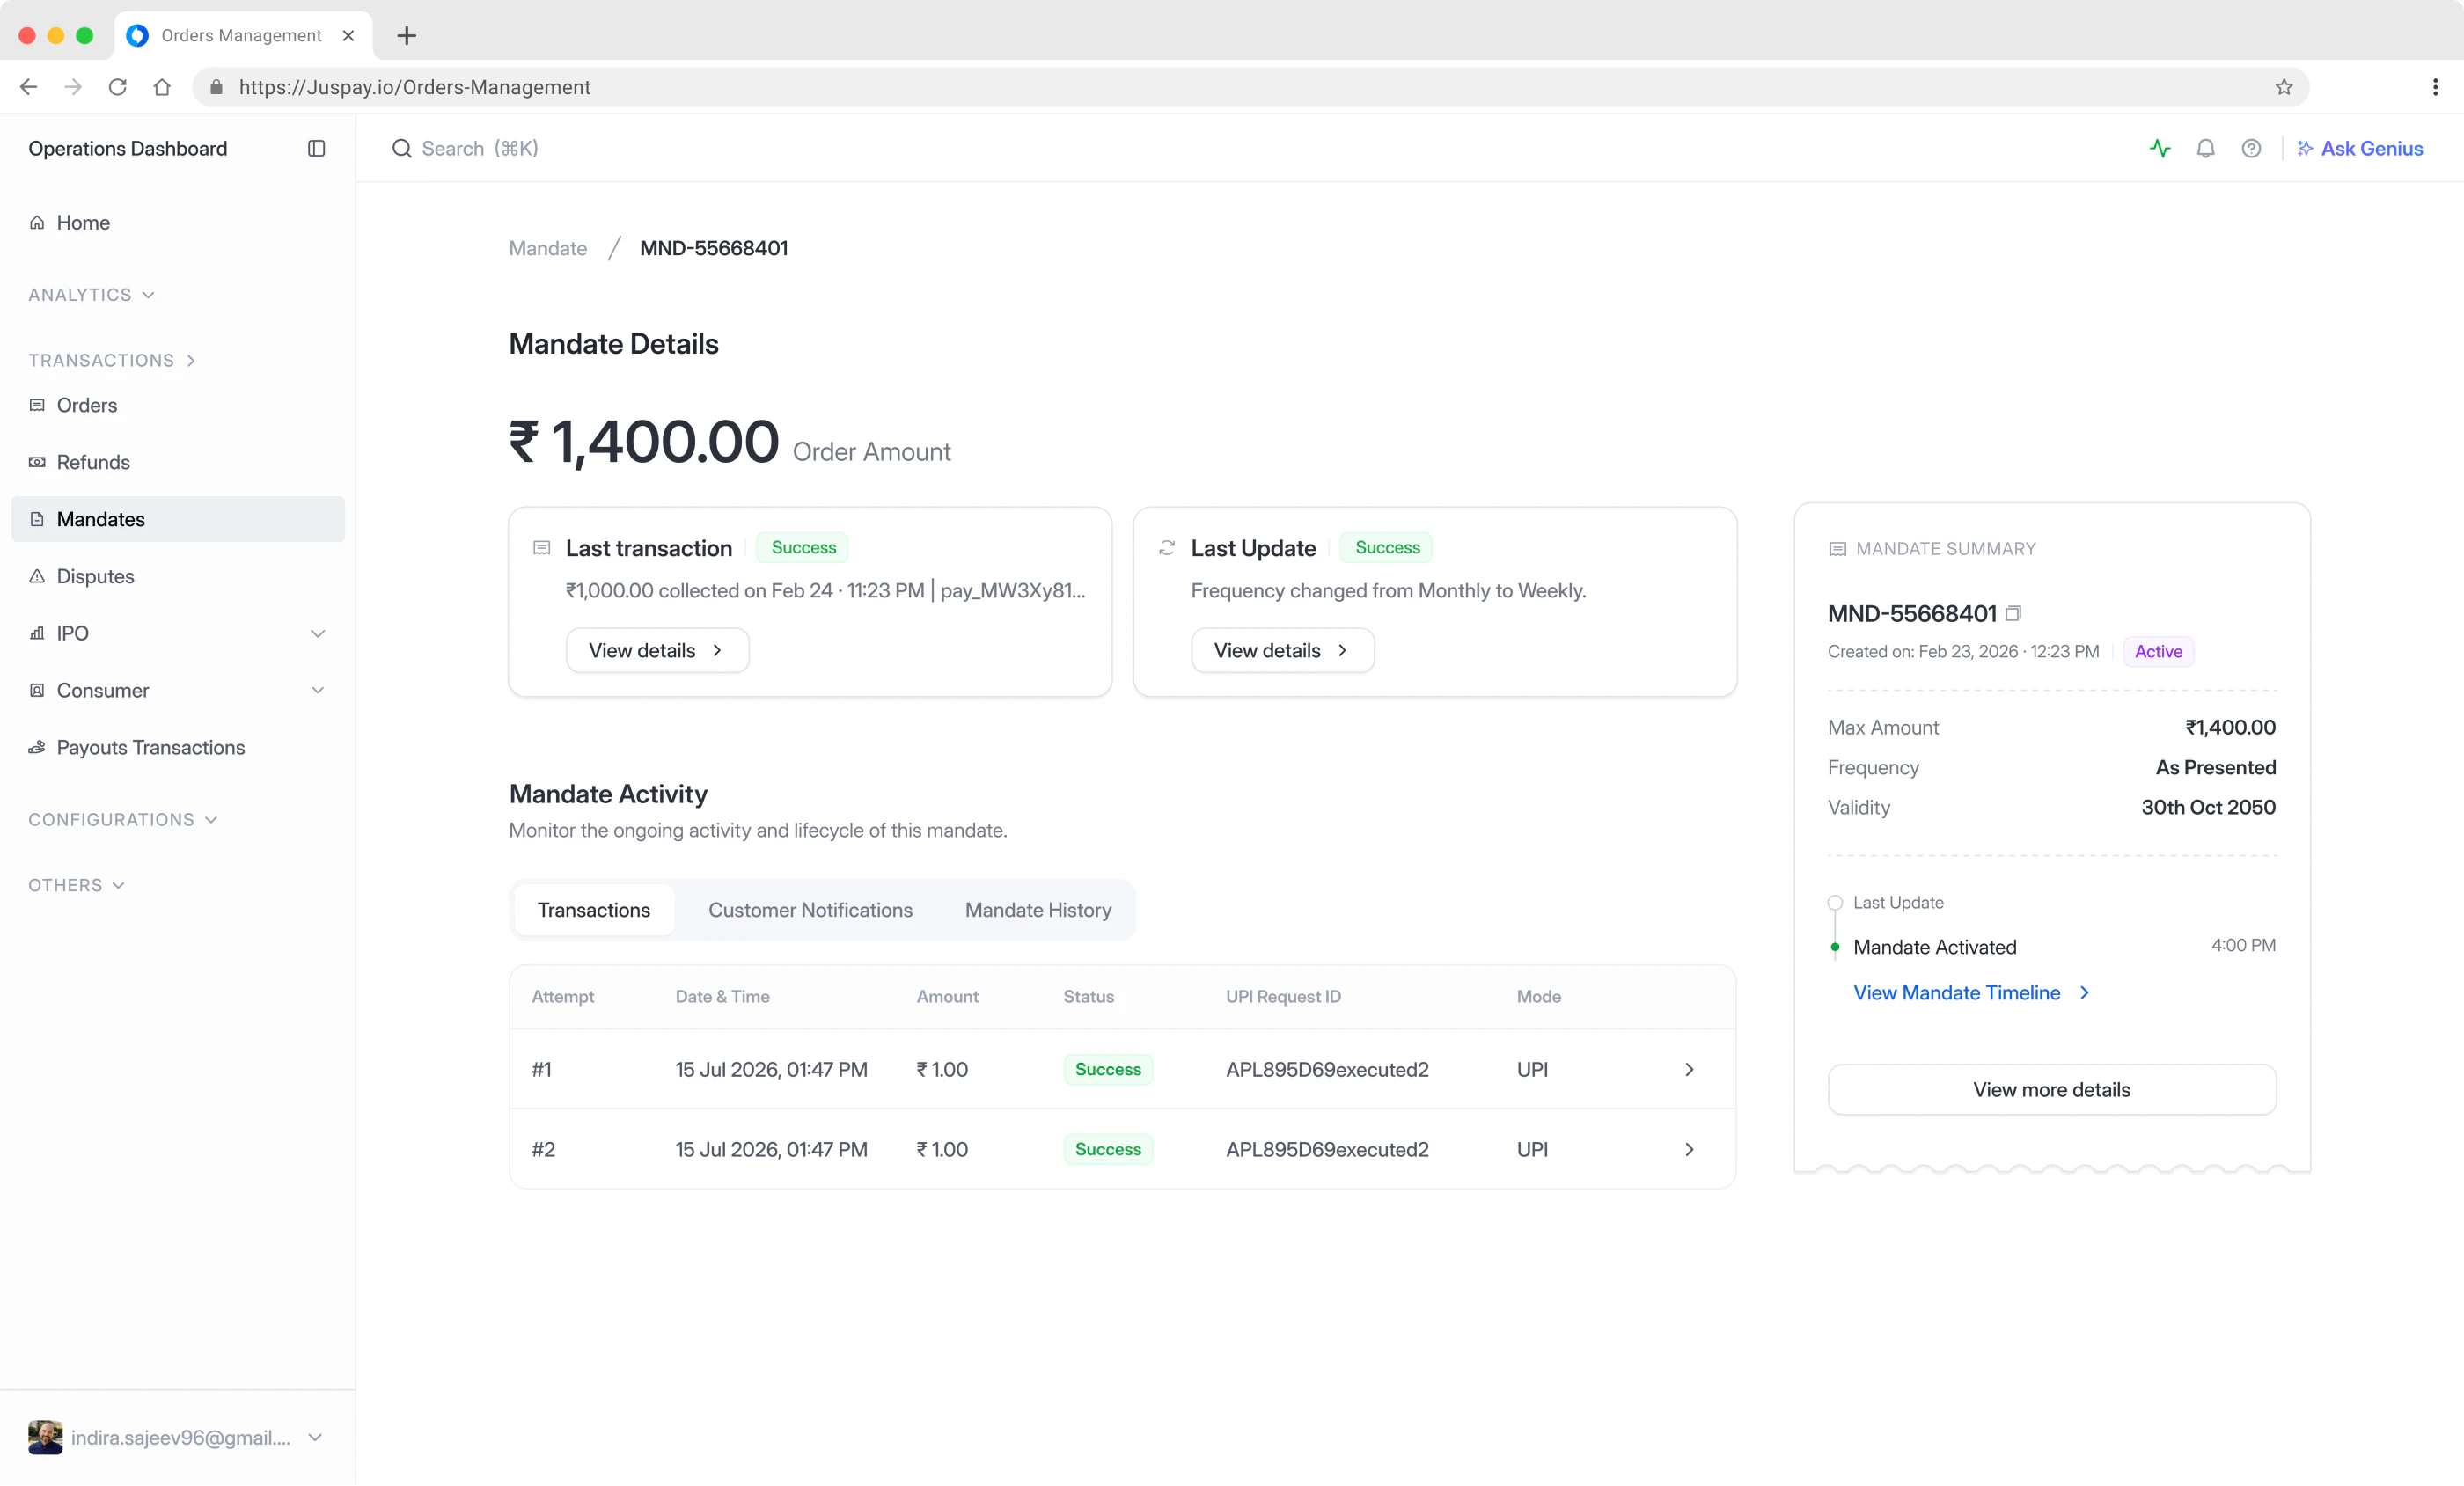 Orders Management
https://Juspay.io/Orders-Management
Operations Dashboard
Search (⌘K)
Ask Genius
Home
ANALYTICS
TRANSACTIONS
Orders
Refunds
Mandates
Disputes
IPO
Consumer
Payouts Transactions
CONFIGURATIONS
OTHERS
indira.sajeev96@gmail....
Mandate / MND-55668401
Mandate Details
₹ 1,400.00 Order Amount
Last transaction Success
₹1,000.00 collected on Feb 24 · 11:23 PM | pay_MW3Xy81...
View details
Last Update Success
Frequency changed from Monthly to Weekly.
View details
Mandate Activity
Monitor the ongoing activity and lifecycle of this mandate.
Transactions Customer Notifications Mandate History
Attempt Date & Time Amount Status UPI Request ID Mode
#1 15 Jul 2026, 01:47 PM ₹ 1.00 Success APL895D69executed2 UPI
#2 15 Jul 2026, 01:47 PM ₹ 1.00 Success APL895D69executed2 UPI
MANDATE SUMMARY
MND-55668401
Created on: Feb 23, 2026 · 12:23 PM Active
Max Amount ₹1,400.00
Frequency As Presented
Validity 30th Oct 2050
Last Update
Mandate Activated 4:00 PM
View Mandate Timeline
View more details